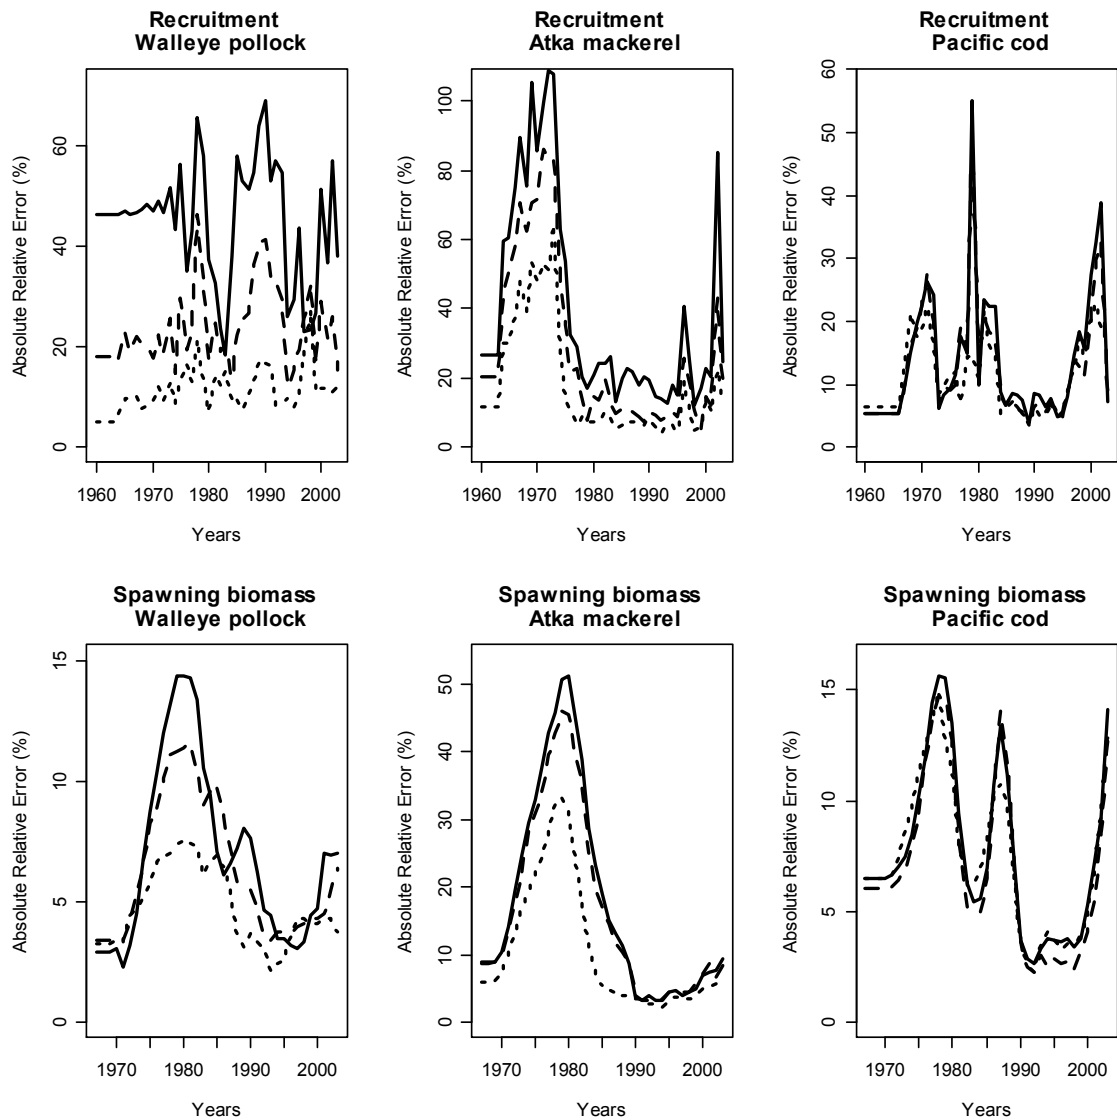 Recruitment
Walleye pollock
Absolute Relative Error (%)
0
20
40
60
1960
1970
1980
1990
2000
Years
Recruitment
Atka mackerel
Absolute Relative Error (%)
0
20
40
60
80
100
1960
1970
1980
1990
2000
Years
Recruitment
Pacific cod
Absolute Relative Error (%)
0
10
20
30
40
50
60
1960
1970
1980
1990
2000
Years
Spawning biomass
Walleye pollock
Absolute Relative Error (%)
0
5
10
15
1970
1980
1990
2000
Years
Spawning biomass
Atka mackerel
Absolute Relative Error (%)
0
10
20
30
40
50
1970
1980
1990
2000
Years
Spawning biomass
Pacific cod
Absolute Relative Error (%)
0
5
10
15
1970
1980
1990
2000
Years